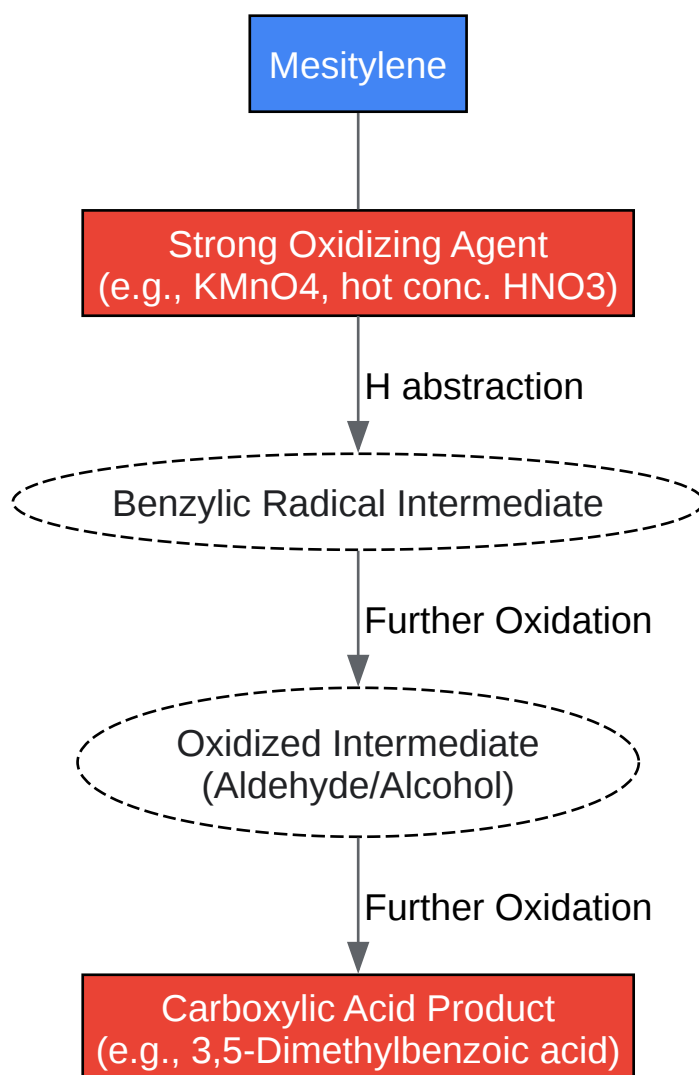 Mesitylene
Strong Oxidizing Agent
(e.g., KMnO4, hot conc. HNO3)
H abstraction
Benzylic Radical Intermediate
Further Oxidation
Oxidized Intermediate
(Aldehyde/Alcohol)
Further Oxidation
Carboxylic Acid Product
(e.g., 3,5-Dimethylbenzoic acid)